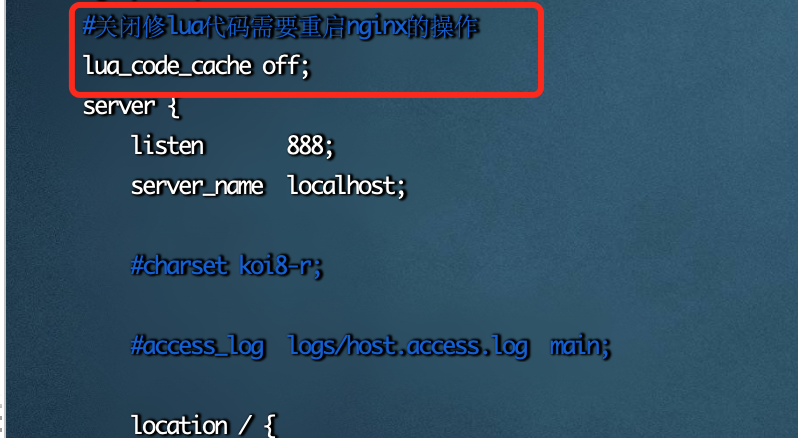 #关闭修lua代码需要重启nginx的操作
lua_code_cache off;
server {
listen 888;
server_name localhost;
#charset koi8-r;
#access_log logs/host.access.log main;
location / {